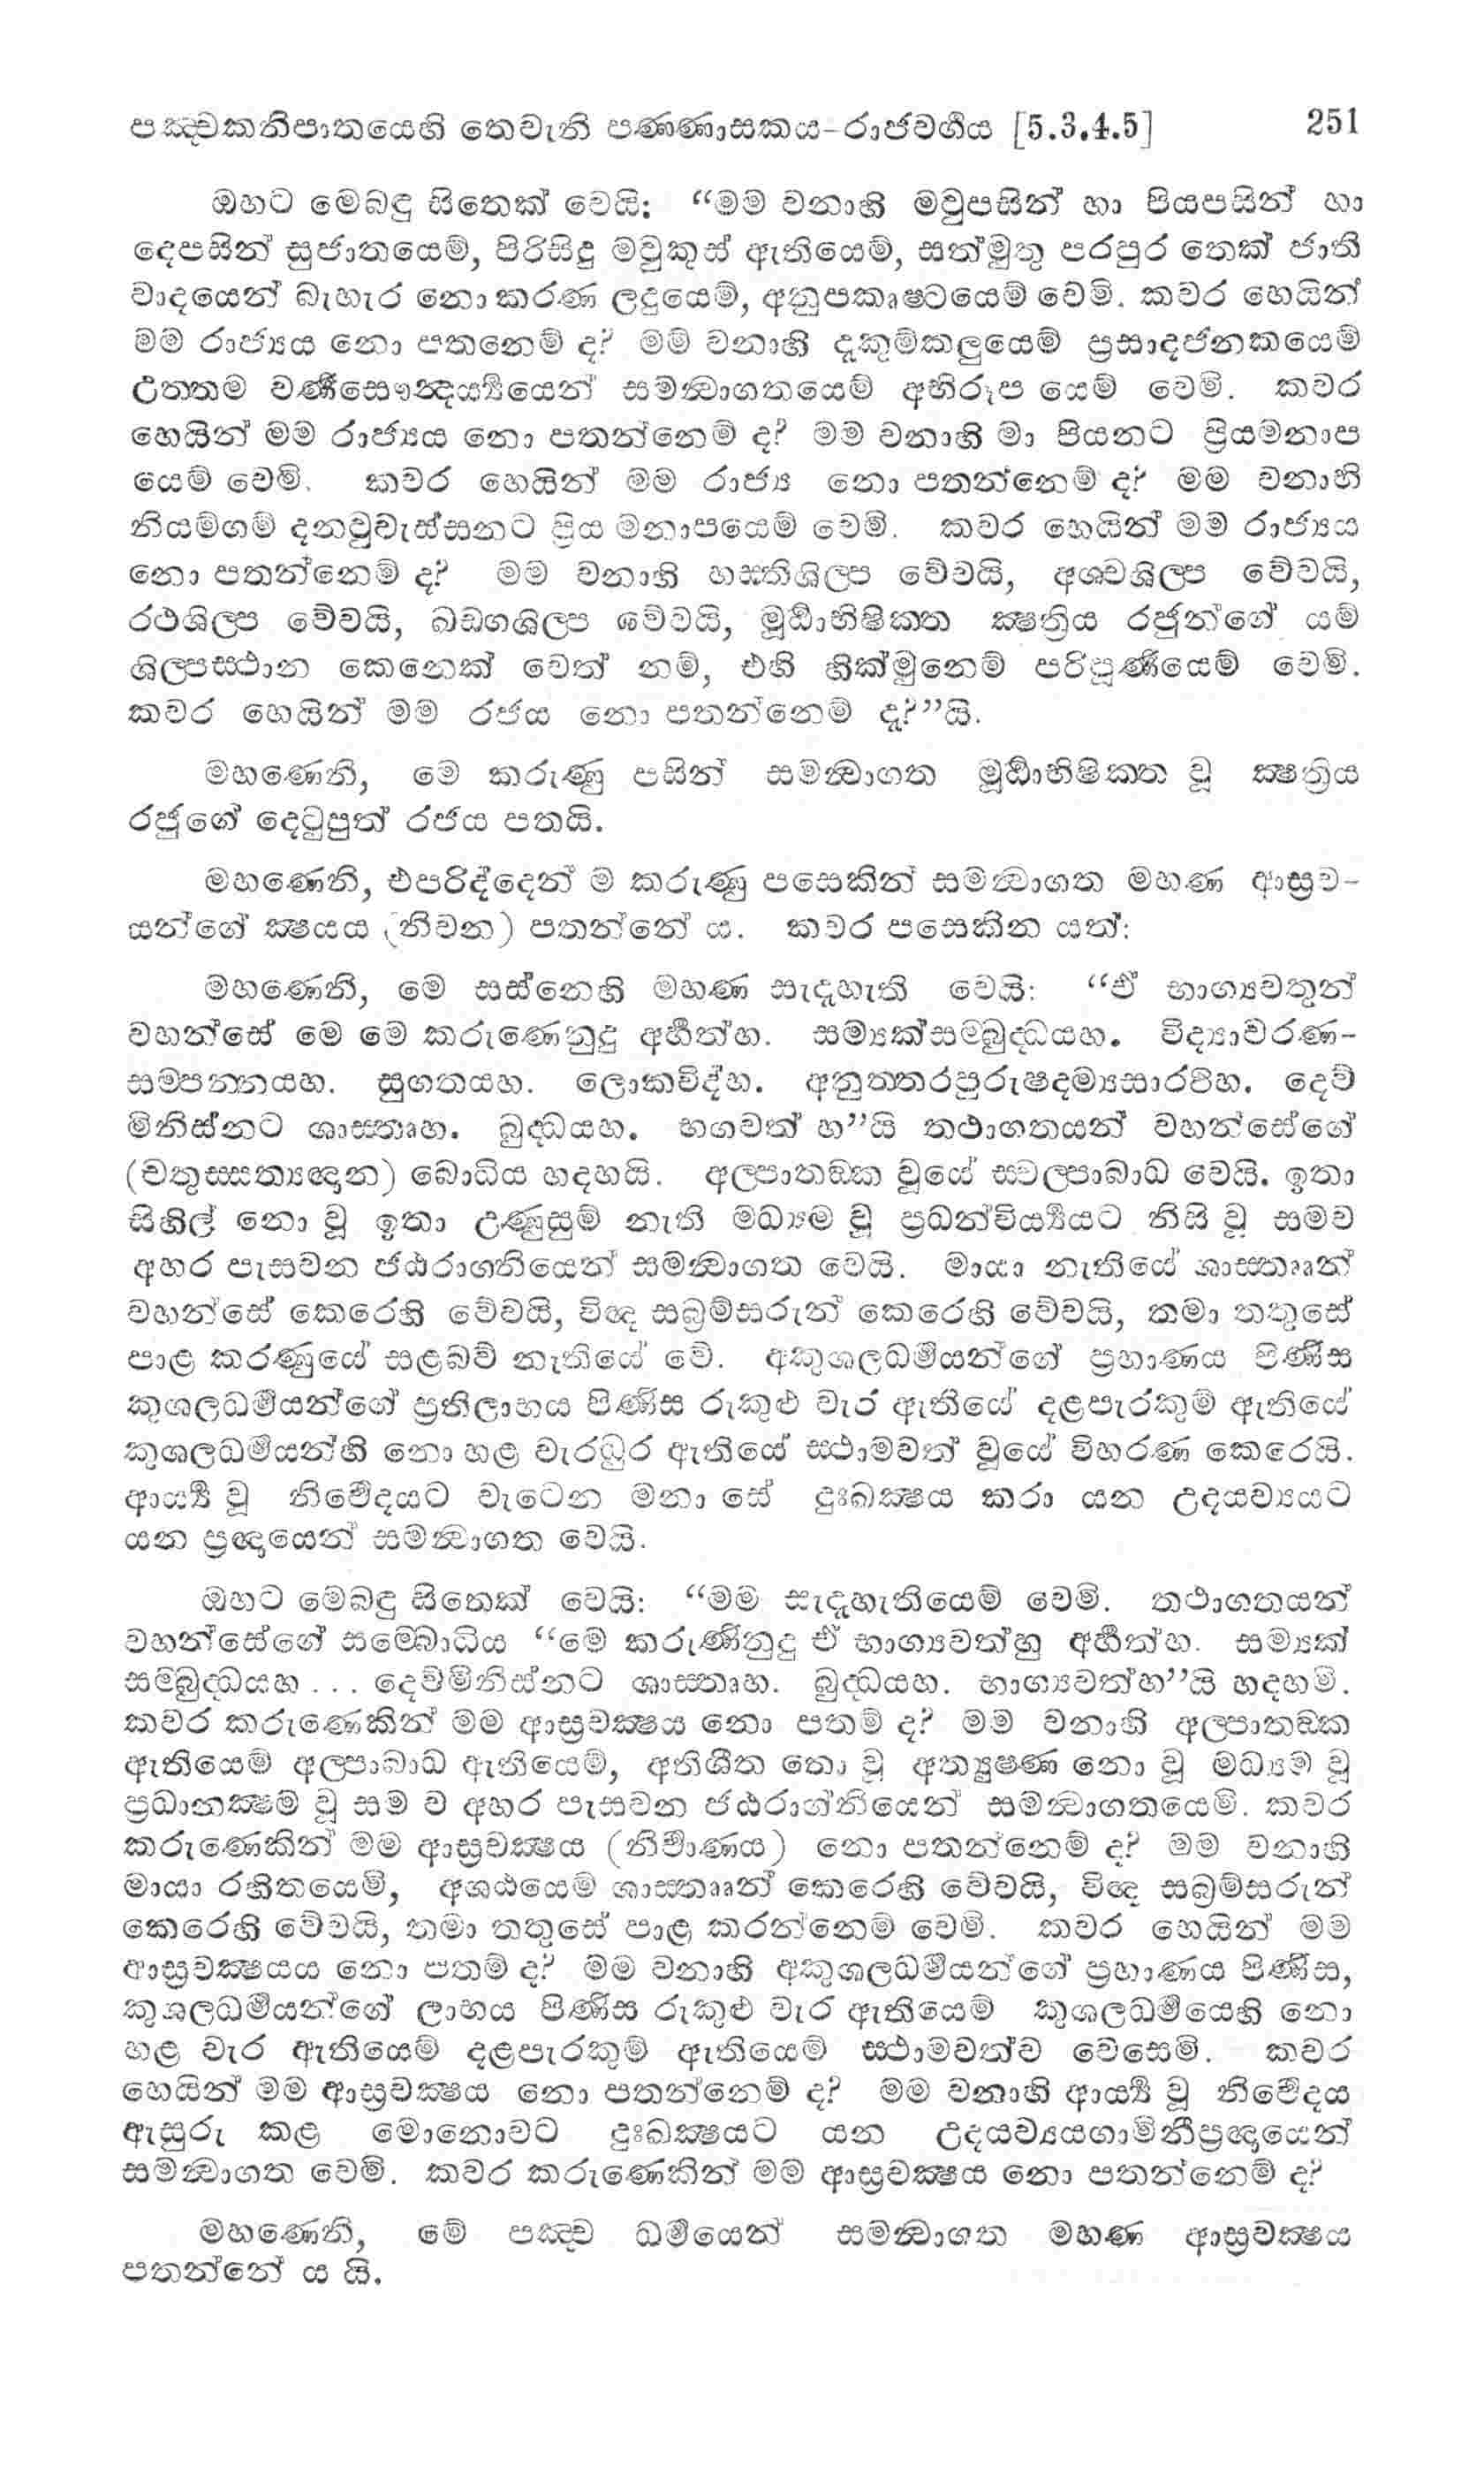 පඤ්චකනිපාතයෙහි තෙවැනි පණ්ණාසකය-රාජවර්‍ගය [5.3.4.5] 251
ඔහට මෙබඳු සිතෙක් වෙයි: “මම වනාහි මවුපසින් හා පියපසින් හා
දෙපසින් සුජාතයෙම්, පිරිසිදු මවුකුස් ඇතියෙම්, සත්මුතු පරපුර තෙක් ජාති
වාදයෙන් බැහැර නො කරණ ලදුයෙම්, අනුපකෘෂ්ටයෙම් වෙමි. කවර හෙයින්
මම රාජ්‍යය නො පතනෙම් ද? මම වනාහි දැකුම්කලුයෙම් ප්‍රසාදජනකයෙම්
උත්තම වර්‍ණසෞන්‍දර්‍ය්‍යයෙන් සමන්‍වාගතයෙම් අභිරූප යෙම් වෙමි. කවර
හෙයින් මම රාජ්‍යය නො පතන්නෙම් ද? මම වනාහි මා පියනට ප්‍රියමනාප
යෙම් වෙමි. කවර හෙයින් මම රාජ්‍ය නො පතන්නෙම් ද? මම වනාහි
නියම්ගම් දනවුවැස්සනට ප්‍රිය මනාපයෙම් වෙමි. කවර හෙයින් මම රාජ්‍යය
නො පතන්නෙම් ද? මම වනාහි හස්තිශිල්ප වේවයි, අශ්වශිල්ප වේවයි,
රථශිල්ප වේවයි, ඛඩ්ගශිල්ප වේවයි, මූර්‍ධාභිෂික්ත ක්‍ෂත්‍රිය රජුන්ගේ යම්
ශිල්පස්ථාන කෙනෙක් වෙත් නම්, එහි හික්මුනෙම් පරිපූර්‍ණයෙම් වෙමි.
කවර හෙයින් මම රජය නො පතන්නෙම් ද?”යි.
මහණෙනි, මෙ කරුණු පසින් සමන්‍වාගත මූර්‍ධාභිෂික්ත වූ ක්‍ෂත්‍රිය
රජුගේ දෙටුපුත් රජය පතයි.
මහණෙනි, එපරිද්දෙන් ම කරුණු පසෙකින් සමන්‍වාගත මහණ ආස්‍රව-
යන්ගේ ක්‍ෂයය (නිවන) පතන්නේ ය. කවර පසෙකින යත්:
මහණෙනි, මෙ සස්නෙහි මහණ සැදැහැති වෙයි: “ඒ භාග්‍යවතුන්
වහන්සේ මෙ මෙ කරුණෙනුදු අර්‍හත්හ. සම්‍යක්සම්බුද්ධයහ. විද්‍යාවරණ-
සම්පන්නයහ. සුගතයහ. ලොකවිද්හ. අනුත්තරපුරුෂදම්‍යසාරථිහ. දෙව්
මිනිස්නට ශාස්තෘහ. බුද්ධයහ. භගවත් හ”යි තථාගතයන් වහන්සේගේ
(චතුස්සත්‍යඥාන) බොධිය හදහයි. අල්පාතඞ්ක වූයේ ස්වල්පාබාධ වෙයි. ඉතා
සිහිල් නො වූ ඉතා උණුසුම් නැති මධ්‍යම වූ ප්‍රධන්වීර්‍ය්‍යයට නිසි වූ සමව
අහර පැසවන ජඨරාග්නියෙන් සමන්‍වාගත වෙයි. මායා නැතියේ ශාස්තෲන්
වහන්සේ කෙරෙහි වේවයි, විඥ සබ්‍රම්සරුන් කෙරෙහි වේවයි, තමා තතුසේ
පාළ කරණුයේ සළබව් නැතියේ වේ. අකුශලධර්‍මයන්ගේ ප්‍රහාණය පිණිස
කුශලධර්‍මයන්ගේ ප්‍රතිලාභය පිණිස රුකුළු වැර ඇතියේ දළපැරකුම් ඇතියේ
කුශලධර්‍මයන්හි නො හළ වැරධුර ඇතියේ ස්ථාමවත් වූයේ විහරණ කෙරෙයි.
ආර්‍ය්‍ය වූ නිර්‍වේදයට වැටෙන මනා සේ දුඃඛක්‍ෂය කරා යන උදයව්‍යයට
යන ප්‍රඥායෙන් සමන්‍වාගත වෙයි.
ඔහට මෙබඳු සිතෙක් වෙයි: “මම සැදැහැතියෙම් වෙමි. තථාගතයන්
වහන්සේගේ සම්බොධිය “මෙ කරුණිනුදු ඒ භාග්‍යවත්හු අර්‍හත්හ. සම්‍යක්
සම්බුද්ධයහ ... දෙව්මිනිස්නට ශාස්තෘහ. බුද්ධයහ. භාග්‍යවත්හ”යි හදහමි.
කවර කරුණෙකින් මම ආස්‍රවක්‍ෂය නො පතම් ද? මම වනාහි අල්පාතඞ්ක
ඇතියෙම් අල්පාබාධ ඇතියෙම්, අතිශීත නො වූ අත්‍යුෂ්ණ නො වූ මධ්‍යම වූ
ප්‍රධානක්‍ෂම වූ සම ව අහර පැසවන ජඨරාග්නියෙන් සමන්‍වාගතයෙමි. කවර
කරුණෙකින් මම ආස්‍රවක්‍ෂය (නිර්‍වාණය) නො පතන්නෙම් ද? මම වනාහි
මායා රහිතයෙමි, අශඨයෙම් ශාස්තෲන් කෙරෙහි වේවයි, විඥ සබ්‍රම්සරුන්
කෙරෙහි වේවයි, තමා තතුසේ පාළ කරන්නෙම් වෙමි. කවර හෙයින් මම
ආස්‍රවක්‍ෂයය නො පතම් ද? මම වනාහි අකුශලධර්‍මයන්ගේ ප්‍රහාණය පිණිස,
කුශලධර්‍මයන්ගේ ලාභය පිණිස රුකුළු වැර ඇතියෙම් කුශලධර්‍මයෙහි නො
හළ වැර ඇතියෙම් දළපැරකුම් ඇතියෙම් ස්ථාමවත්ව වෙසෙමි. කවර
හෙයින් මම ආස්‍රවක්‍ෂය නො පතන්නෙම් ද? මම වනාහි ආර්‍ය්‍ය වූ නිර්‍වේදය
ඇසුරු කළ මොනොවට දුඃඛක්‍ෂයට යන උදයව්‍යයගාමිනීප්‍රඥායෙන්
සමන්‍වාගත වෙමි. කවර කරුණෙකින් මම ආස්‍රවක්‍ෂය නො පතන්නෙම් ද?
මහණෙනි, මේ පඤ්ච ධර්‍මයෙන් සමන්‍වාගත මහණ ආස්‍රවක්‍ෂය
පතන්නේ ය යි.